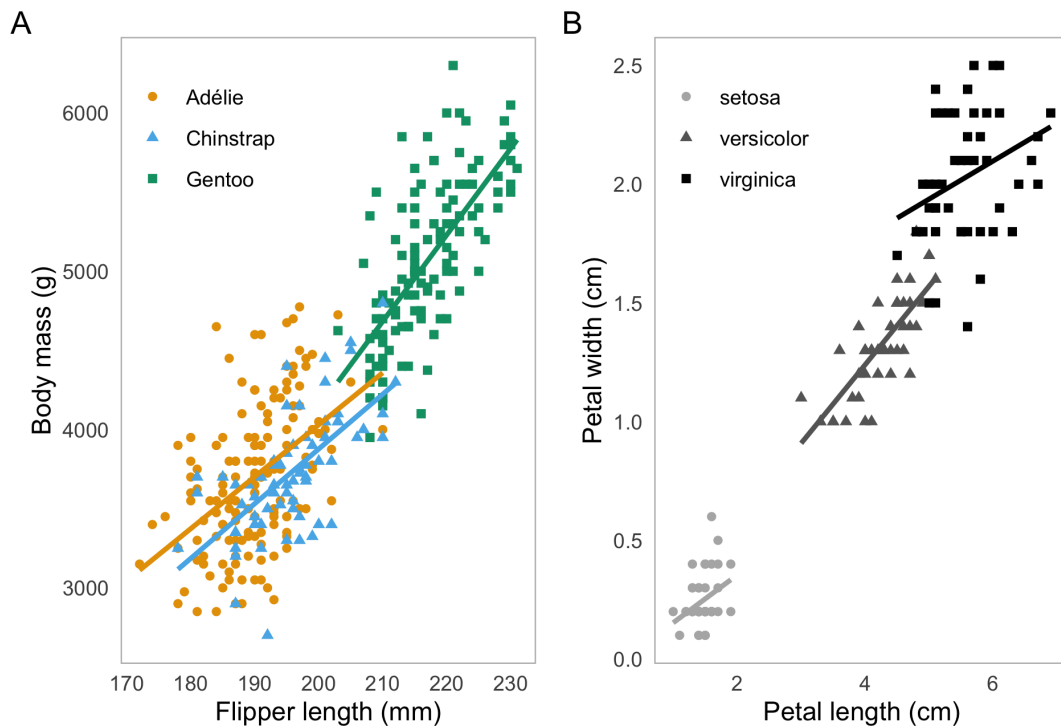 A
Body mass (g)
6000
5000
4000
3000
Adélie
Chinstrap
Gentoo
170 180 190 200 210 220 230
Flipper length (mm)
B
Petal width (cm)
2.5
2.0
1.5
1.0
0.5
0.0
setosa
versicolor
virginica
2 4 6
Petal length (cm)